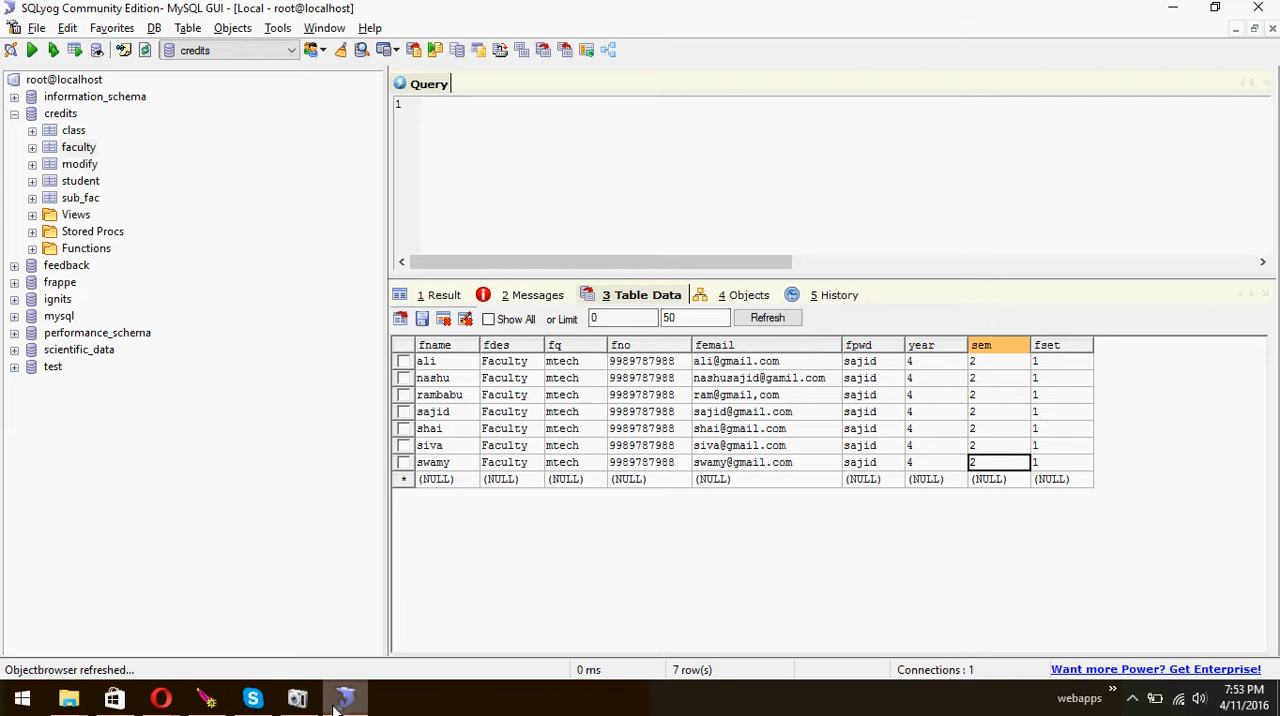 SQLyog Community Edition- MySQL GUI - [Local - root@localhost]
File Edit Favorites DB Table Objects Tools Window Help
credits
root@localhost
information_schema
credits
class
faculty
modify
student
sub_fac
Views
Stored Procs
Functions
feedback
frappe
ignits
mysql
performance_schema
scientific_data
test
Query
1
1 Result 2 Messages 3 Table Data 4 Objects 5 History
Show All or Limit 0 50 Refresh
fname fdes fq fno femail fpwd year sem fset
ali Faculty mtech 9989787988 ali@gmail.com sajid 4 2 1
nashu Faculty mtech 9989787988 nashusajid@gamil.com sajid 4 2 1
rambabu Faculty mtech 9989787988 ram@gmail,com sajid 4 2 1
sajid Faculty mtech 9989787988 sajid@gmail.com sajid 4 2 1
shai Faculty mtech 9989787988 shai@gmail.com sajid 4 2 1
siva Faculty mtech 9989787988 siva@gmail.com sajid 4 2 1
swamy Faculty mtech 9989787988 swamy@gmail.com sajid 4 2 1
* (NULL) (NULL) (NULL) (NULL) (NULL) (NULL) (NULL) (NULL) (NULL)
Objectbrowser refreshed... 0 ms 7 row(s) Connections : 1 Want more Power? Get Enterprise!
webapps » 7:53 PM
4/11/2016